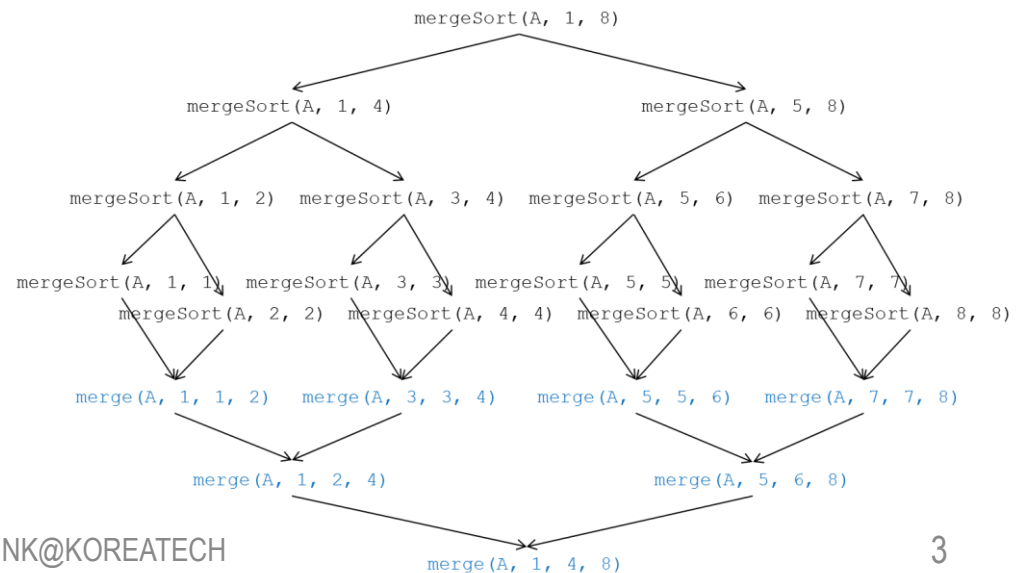 mergeSort(A, 1, 8)
mergeSort(A, 1, 4) mergeSort(A, 5, 8)
mergeSort(A, 1, 2) mergeSort(A, 3, 4) mergeSort(A, 5, 6) mergeSort(A, 7, 8)
mergeSort(A, 1, 1) mergeSort(A, 3, 3) mergeSort(A, 5, 5) mergeSort(A, 7, 7)
mergeSort(A, 2, 2) mergeSort(A, 4, 4) mergeSort(A, 6, 6) mergeSort(A, 8, 8)
merge(A, 1, 1, 2) merge(A, 3, 3, 4) merge(A, 5, 5, 6) merge(A, 7, 7, 8)
merge(A, 1, 2, 4) merge(A, 5, 6, 8)
NK@KOREATECH 3
merge(A, 1, 4, 8)